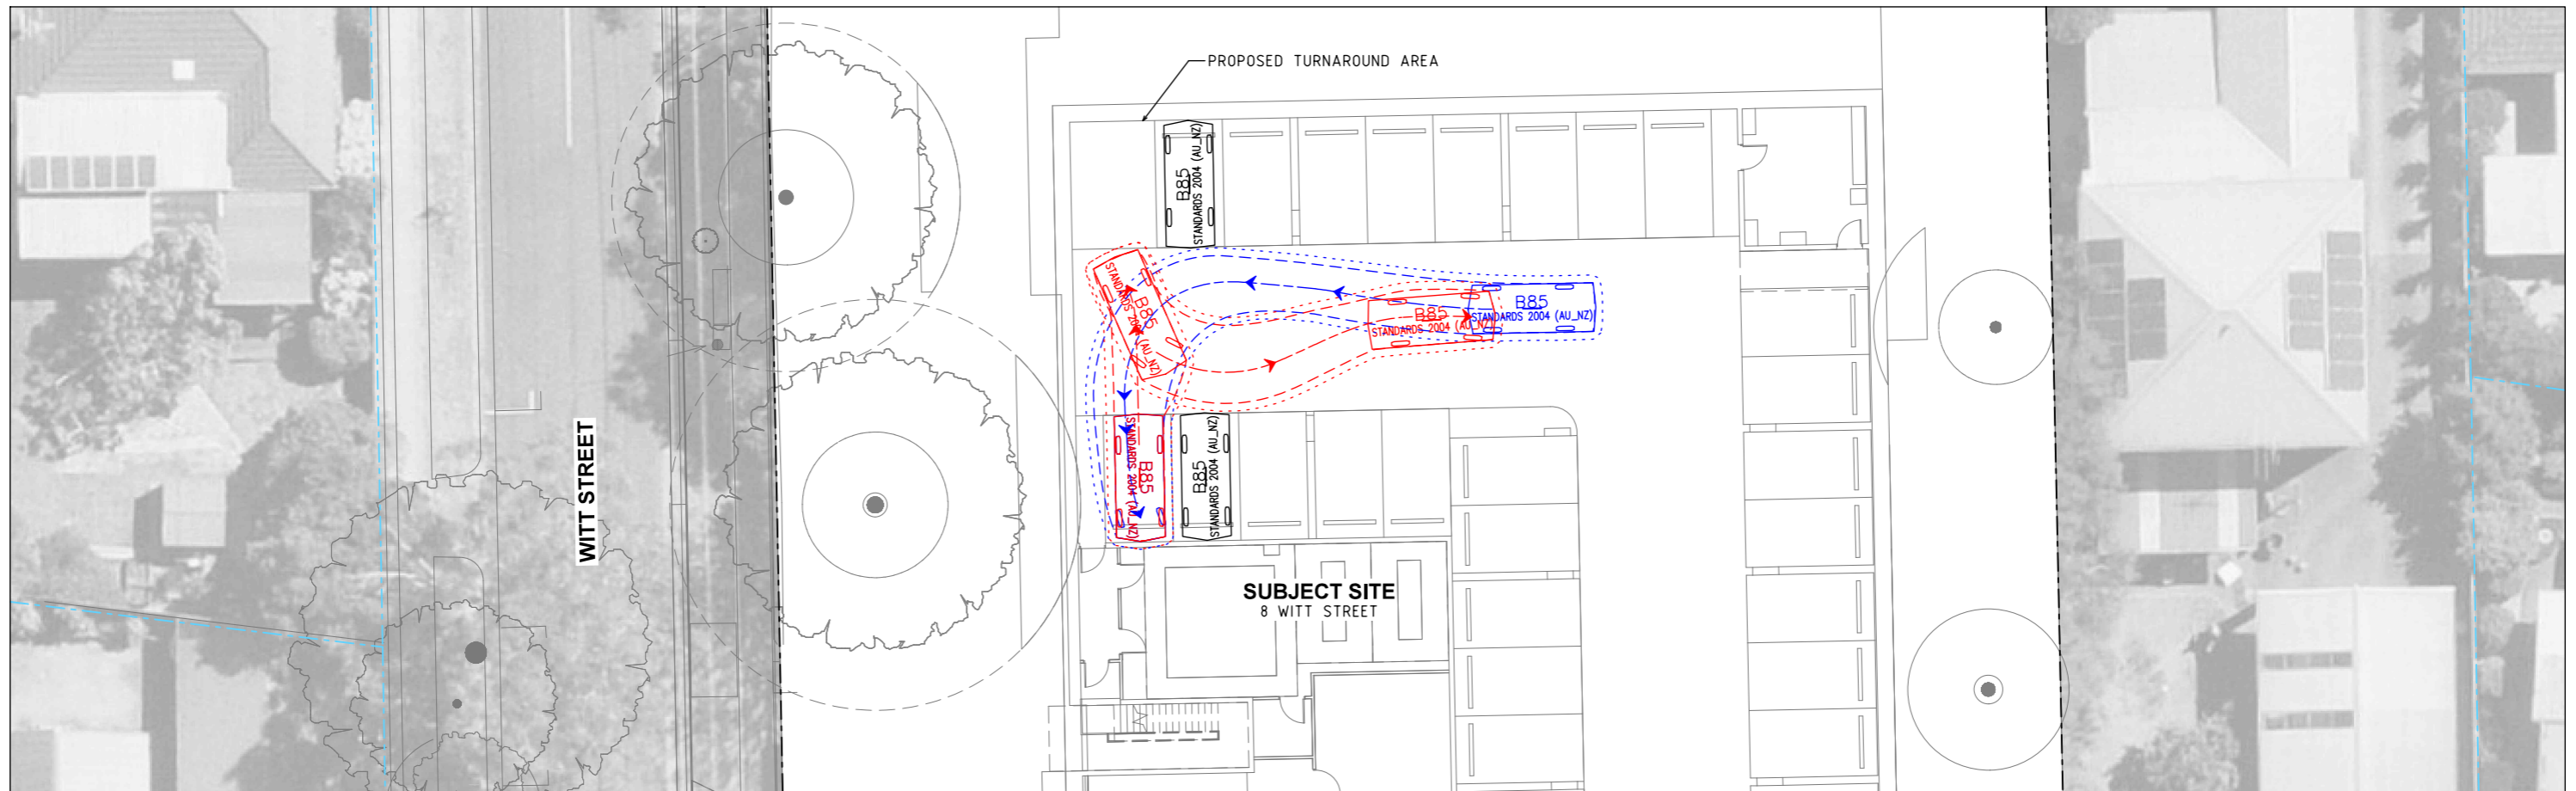 PROPOSED TURNAROUND AREA
B85
STANDARDS 2004 (AU_NZ)
B85
STANDARDS 2004 (AU_NZ)
B85
STANDARDS 2004 (AU_NZ)
B85
STANDARDS 2004 (AU_NZ)
WITT STREET
B85
STANDARDS 2004 (AU_NZ)
B85
STANDARDS 2004 (AU_NZ)
SUBJECT SITE
8 WITT STREET